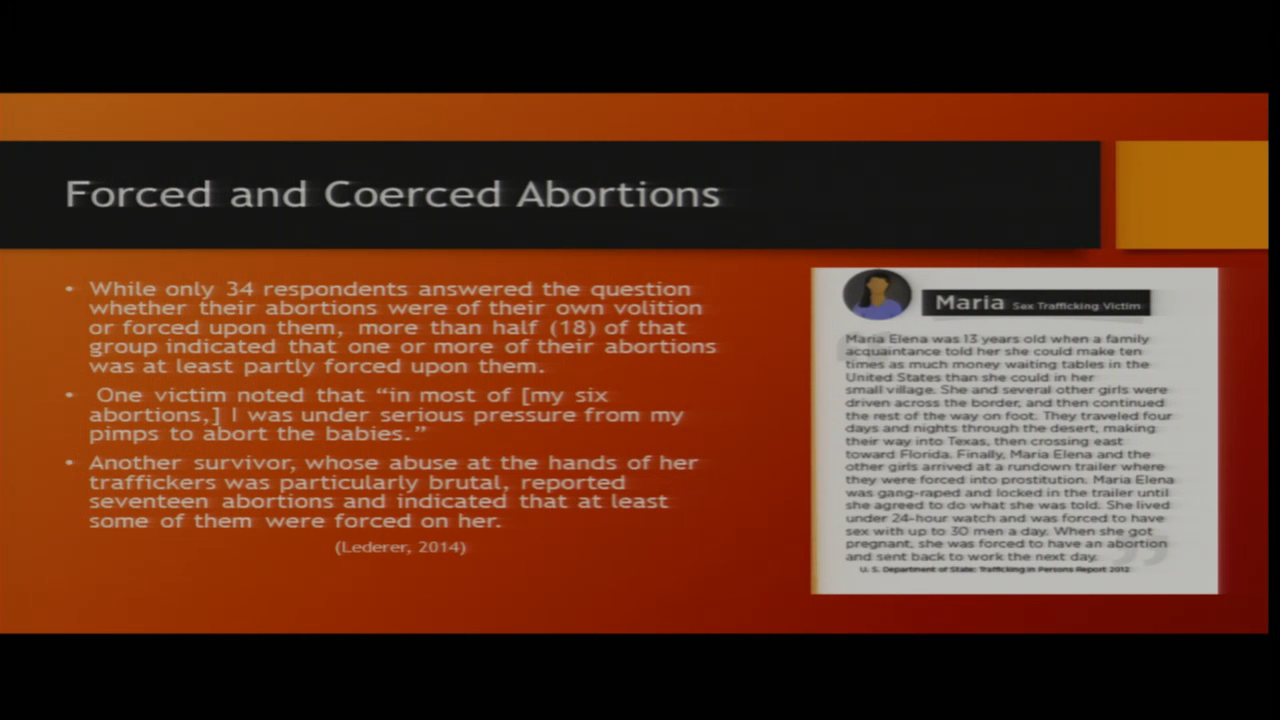 Forced and Coerced Abortions
• While only 34 respondents answered the question
whether their abortions were of their own volition
or forced upon them, more than half (18) of that
group indicated that one or more of their abortions
was at least partly forced upon them.
• One victim noted that “in most of [my six
abortions,] I was under serious pressure from my
pimps to abort the babies.”
• Another survivor, whose abuse at the hands of her
traffickers was particularly brutal, reported
seventeen abortions and indicated that at least
some of them were forced on her.
(Lederer, 2014)
Maria Sex Trafficking Victim
Maria Elena was 13 years old when a family
acquaintance told her she could make ten
times as much money waiting tables in the
United States than she could in her
small village. She and several other girls were
driven across the border, and then continued
the rest of the way on foot. They traveled four
days and nights through the desert, making
their way into Texas, then crossing east
toward Florida. Finally, Maria Elena and the
other girls arrived at a rundown trailer where
they were forced into prostitution. Maria Elena
was gang-raped and locked in the trailer until
she agreed to do what she was told. She lived
under 24-hour watch and was forced to have
sex with up to 30 men a day. When she got
pregnant, she was forced to have an abortion
and sent back to work the next day.
U. S. Department of State: Trafficking in Persons Report 2012